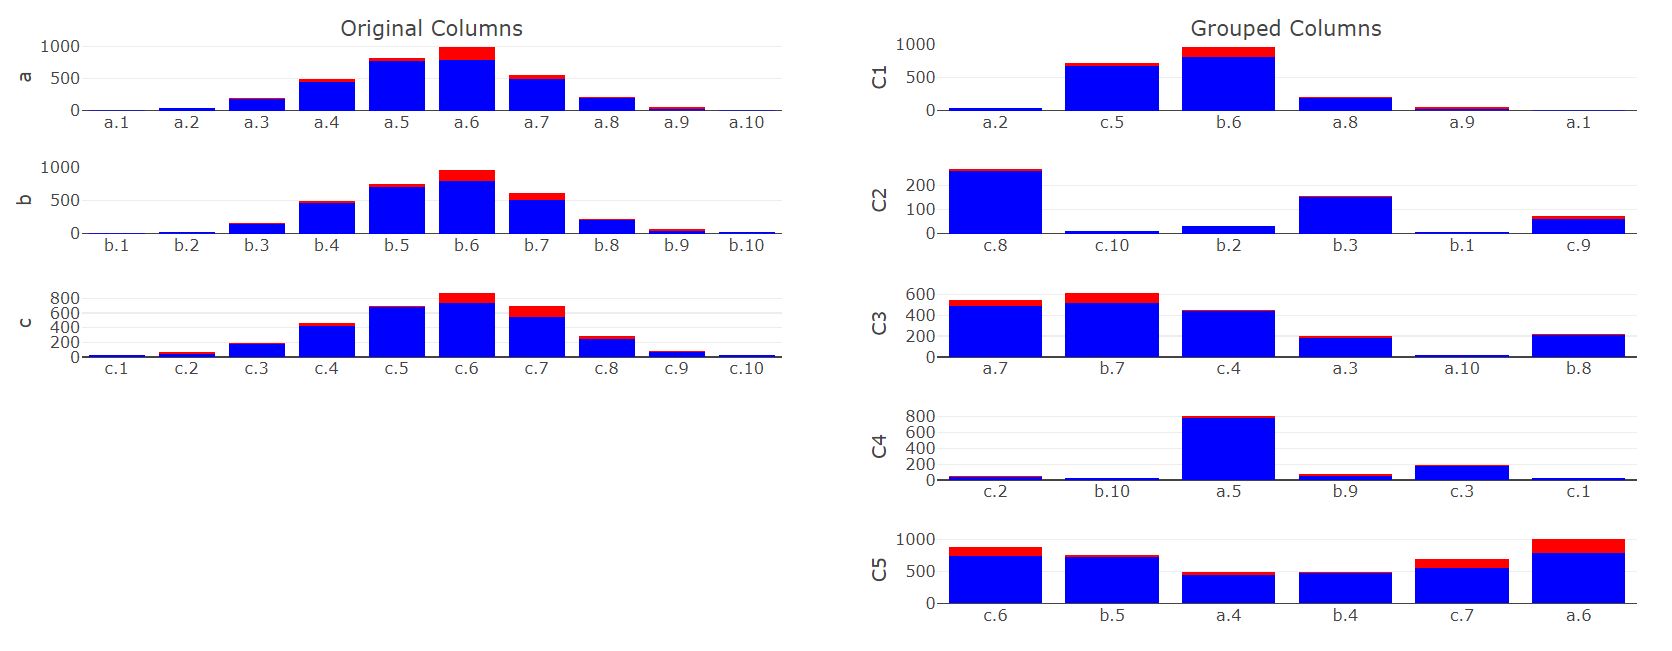 Original Columns
a
1000
500
0
a.1 a.2 a.3 a.4 a.5 a.6 a.7 a.8 a.9 a.10
b
1000
500
0
b.1 b.2 b.3 b.4 b.5 b.6 b.7 b.8 b.9 b.10
c
800
600
400
200
0
c.1 c.2 c.3 c.4 c.5 c.6 c.7 c.8 c.9 c.10
Grouped Columns
C1
1000
500
0
a.2 c.5 b.6 a.8 a.9 a.1
C2
200
100
0
c.8 c.10 b.2 b.3 b.1 c.9
C3
600
400
200
0
a.7 b.7 c.4 a.3 a.10 b.8
C4
800
600
400
200
0
c.2 b.10 a.5 b.9 c.3 c.1
C5
1000
500
0
c.6 b.5 a.4 b.4 c.7 a.6